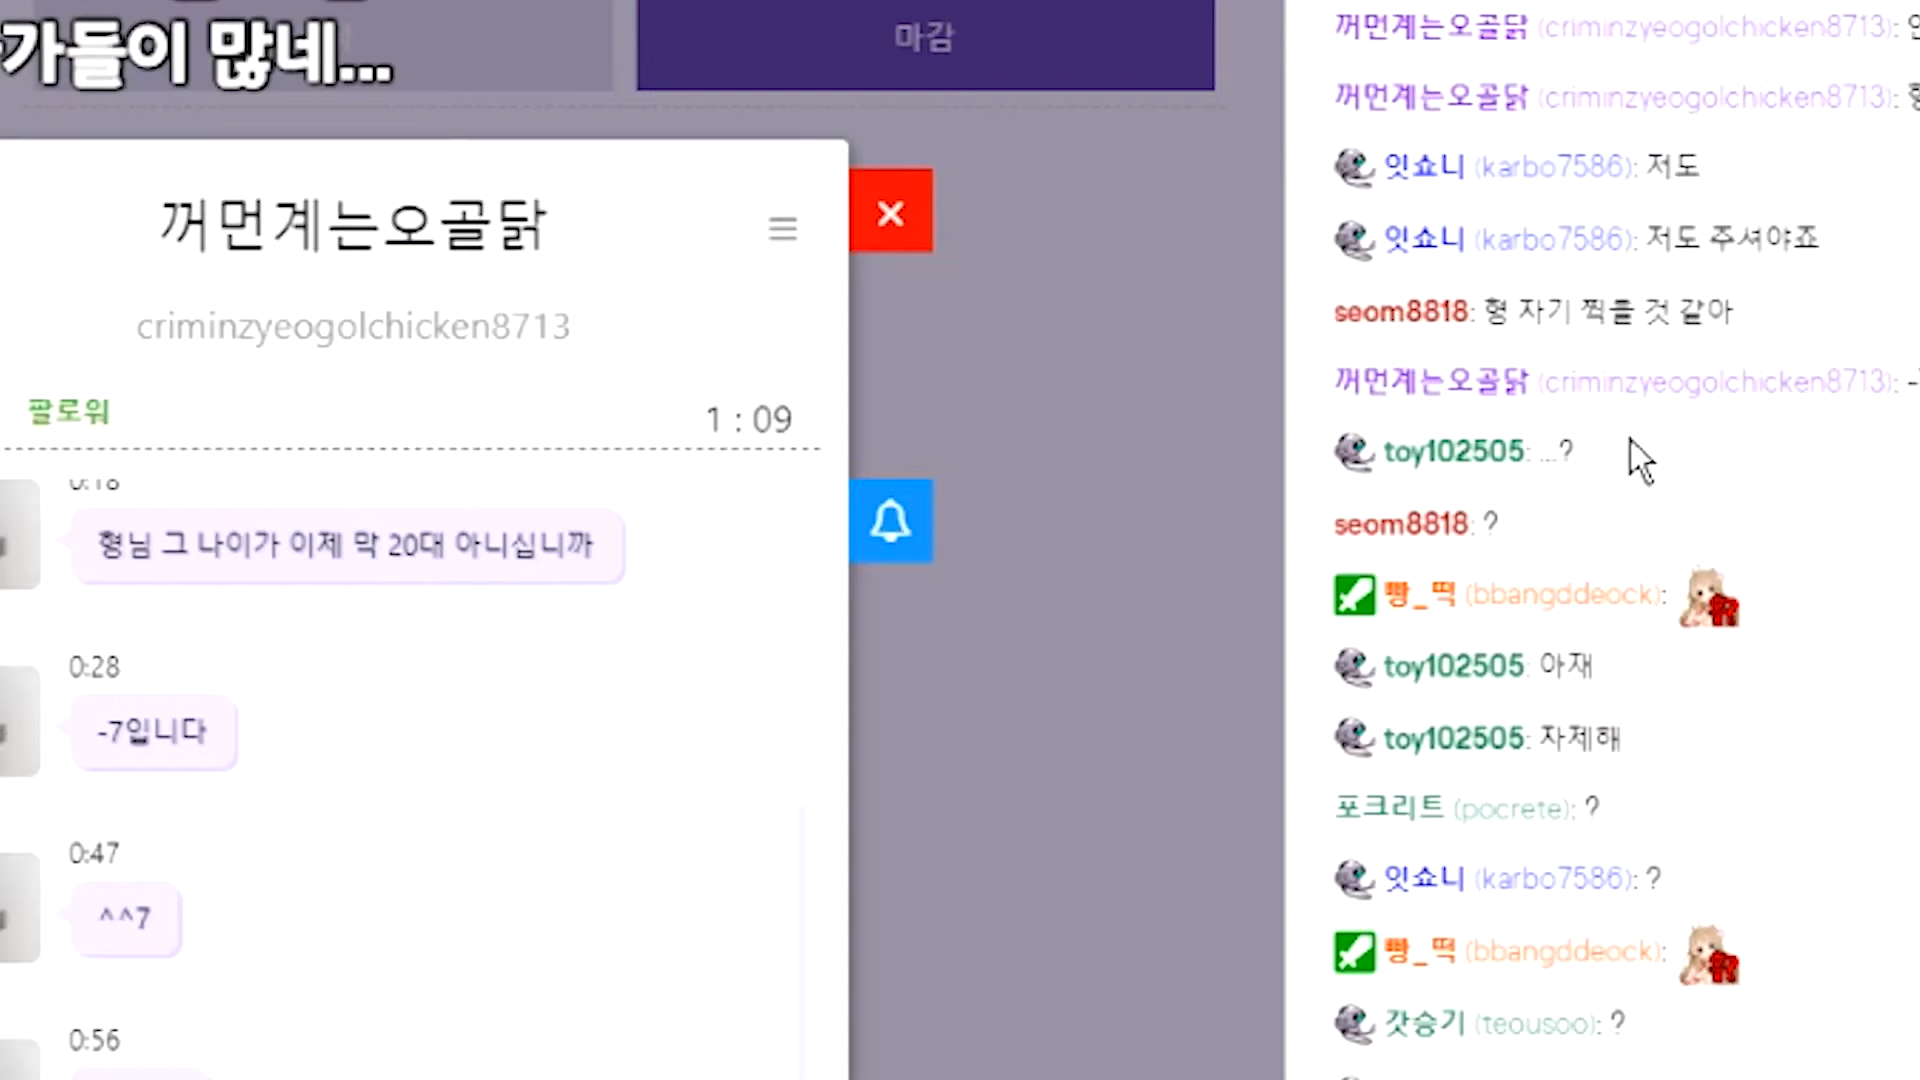 가들이 많네...
마감
꺼먼계는오골닭
criminzyeogolchicken8713
팔로워
1 : 09
0:18
형님 그 나이가 이제 막 20대 아니십니까
0:28
-7입니다
0:47
^^7
0:56
꺼먼계는오골닭 (criminzyeogolchicken8713):
꺼먼계는오골닭 (criminzyeogolchicken8713):
잇쇼니 (karbo7586): 저도
잇쇼니 (karbo7586): 저도 주셔야죠
seom8818: 형 자기 찍을 것 같아
꺼먼계는오골닭 (criminzyeogolchicken8713): -
toy102505: ...?
seom8818: ?
빵_떡 (bbangddeock):
toy102505: 아재
toy102505: 자제해
포크리트 (pocrete): ?
잇쇼니 (karbo7586): ?
빵_떡 (bbangddeock):
갓승기 (teousoo): ?